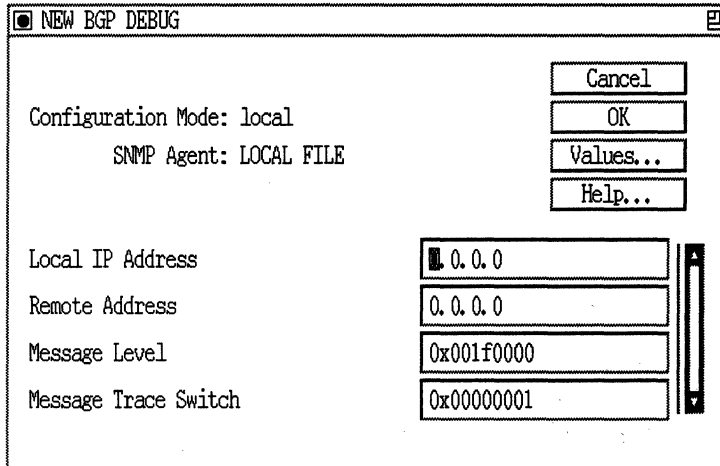 NEW BGP DEBUG
Cancel
Configuration Mode: local
OK
SNMP Agent: LOCAL FILE
Values...
Help...
Local IP Address 0.0.0.0
Remote Address 0.0.0.0
Message Level 0x001f0000
Message Trace Switch 0x00000001